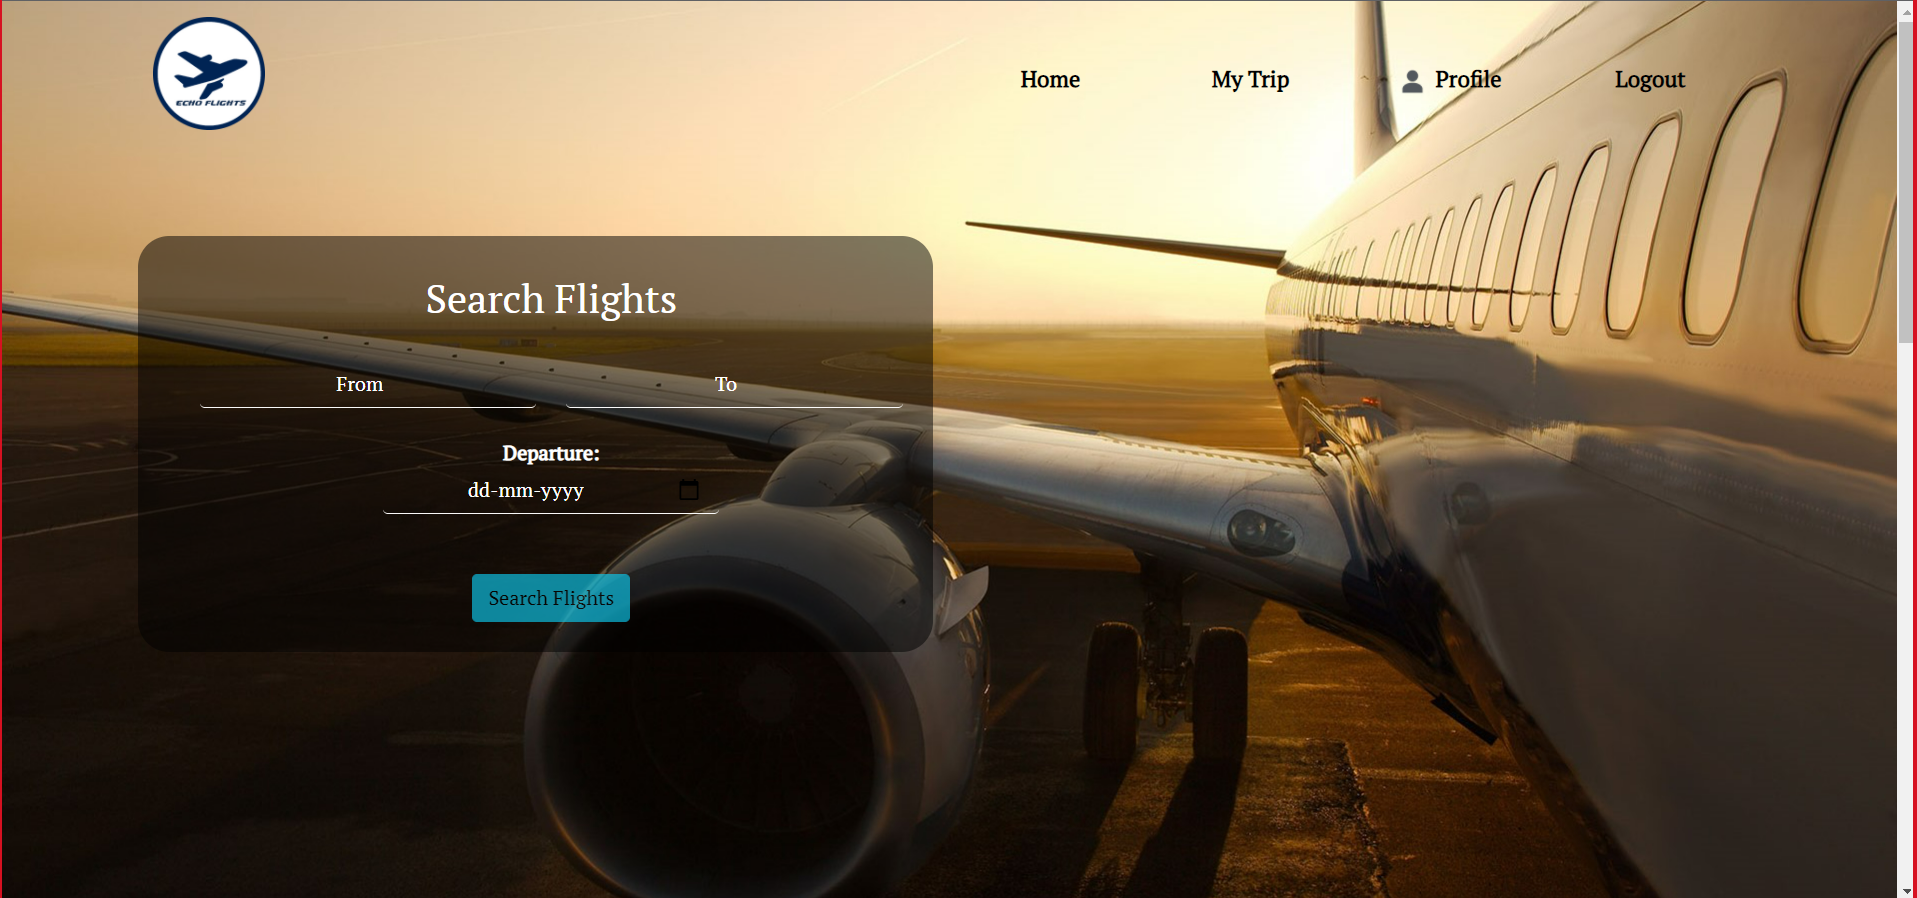 ECHO FLIGHTS
Home
My Trip
Profile
Logout
Search Flights
From
To
Departure:
dd-mm-yyyy
Search Flights